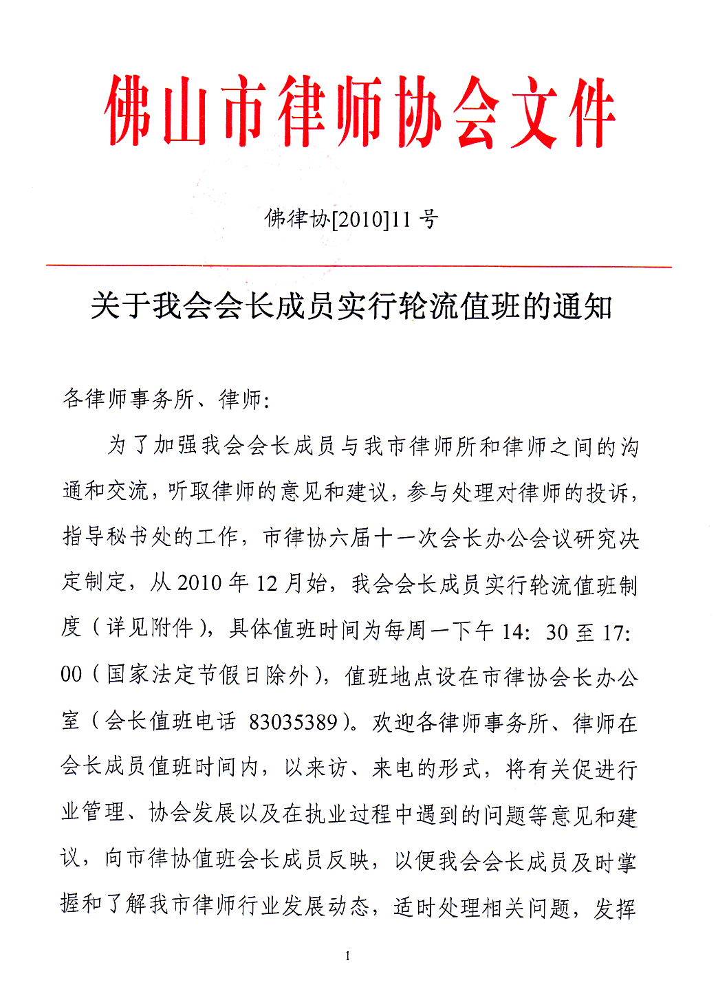 佛山市律师协会文件
佛律协[2010]11 号
关于我会会长成员实行轮流值班的通知
各律师事务所、律师:
为了加强我会会长成员与我市律师所和律师之间的沟
通和交流,听取律师的意见和建议,参与处理对律师的投诉,
指导秘书处的工作,市律协六届十一次会长办公会议研究决
定制定,从 2010 年 12 月始,我会会长成员实行轮流值班制
度(详见附件),具体值班时间为每周一下午 14:30 至 17:
00(国家法定节假日除外),值班地点设在市律协会长办公
室(会长值班电话 83035389)。欢迎各律师事务所、律师在
会长成员值班时间内,以来访、来电的形式,将有关促进行
业管理、协会发展以及在执业过程中遇到的问题等意见和建
议,向市律协值班会长成员反映,以便我会会长成员及时掌
握和了解我市律师行业发展动态,适时处理相关问题,发挥
1